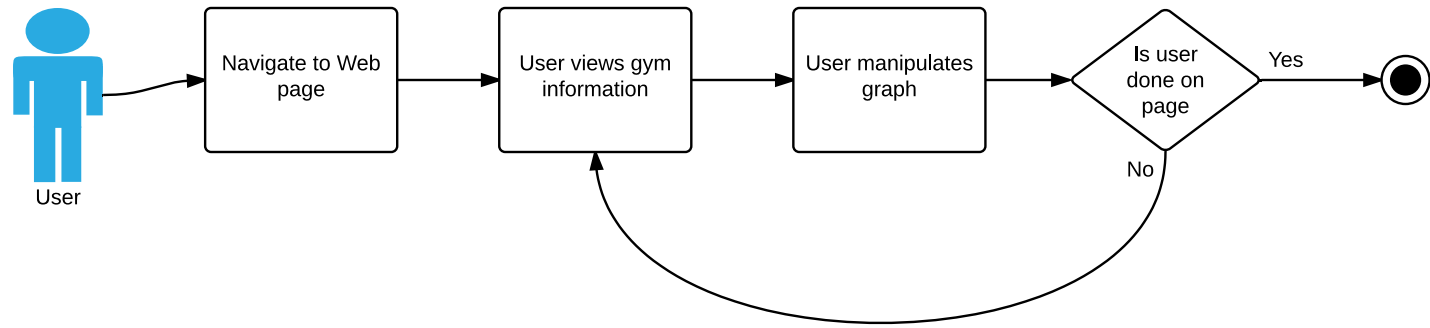 Navigate to Web
page
User views gym
information
User manipulates
graph
Is user
done on
page
Yes
No
User